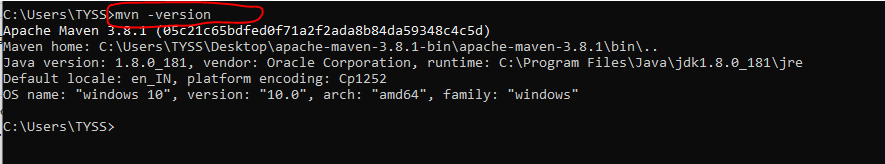 C:\Users\TYSS>mvn -version
Apache Maven 3.8.1 (05c21c65bdfed0f71a2f2ada8b84da59348c4c5d)
Maven home: C:\Users\TYSS\Desktop\apache-maven-3.8.1-bin\apache-maven-3.8.1\bin\..
Java version: 1.8.0_181, vendor: Oracle Corporation, runtime: C:\Program Files\Java\jdk1.8.0_181\jre
Default locale: en_IN, platform encoding: Cp1252
OS name: "windows 10", version: "10.0", arch: "amd64", family: "windows"
C:\Users\TYSS>